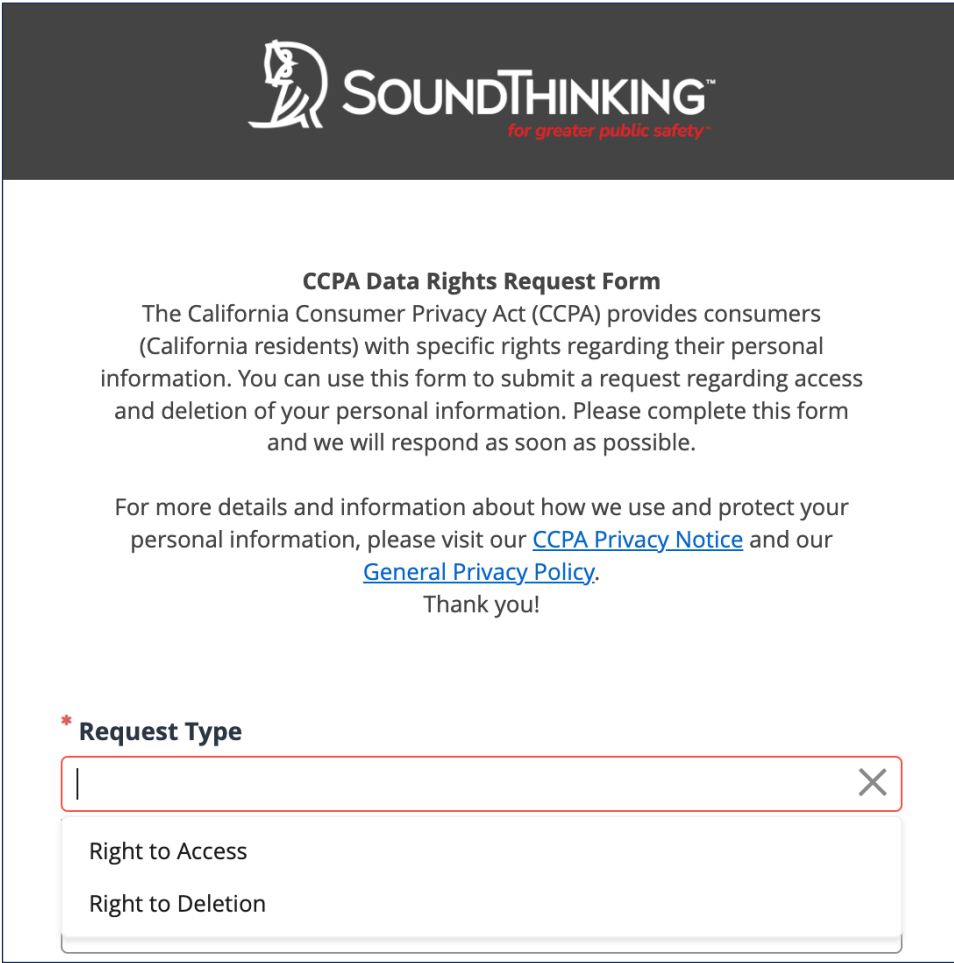 SOUNDTHINKING™
for greater public safety™
CCPA Data Rights Request Form
The California Consumer Privacy Act (CCPA) provides consumers
(California residents) with specific rights regarding their personal
information. You can use this form to submit a request regarding access
and deletion of your personal information. Please complete this form
and we will respond as soon as possible.
For more details and information about how we use and protect your
personal information, please visit our CCPA Privacy Notice and our
General Privacy Policy.
Thank you!
* Request Type
Right to Access
Right to Deletion